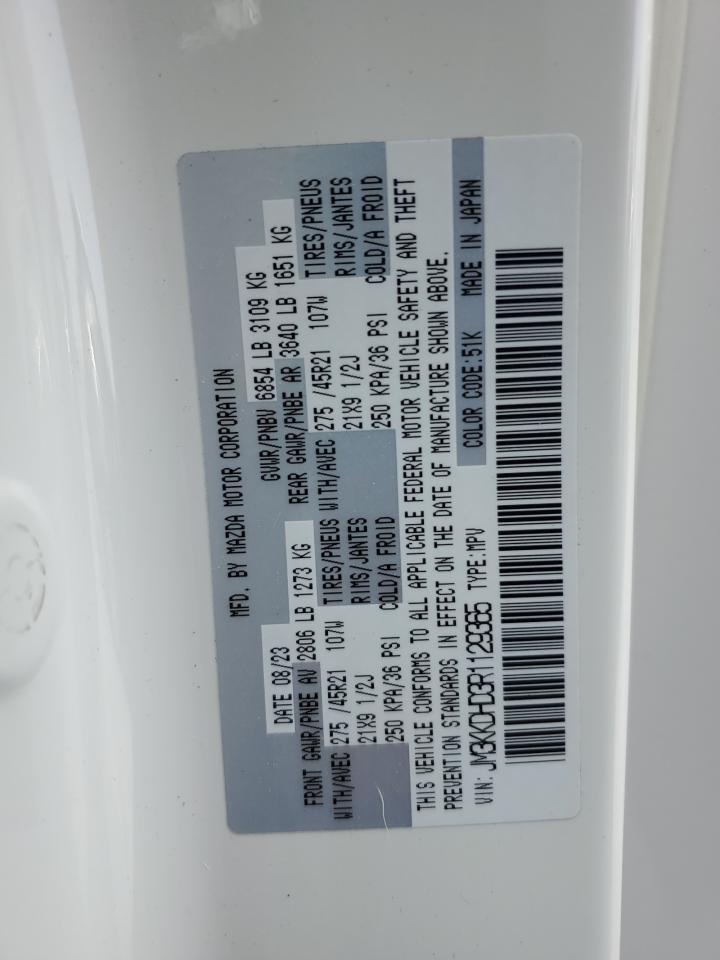 MFD. BY MAZDA MOTOR CORPORATION
DATE 08/23 GVWR/PNBV 6854 LB 3109 KG
FRONT GAWR/PNBE AV 2806 LB 1273 KG REAR GAWR/PNBE AR 3640 LB 1651 KG
WITH/AVEC 275 /45R21 107W TIRES/PNEUS WITH/AVEC 275 /45R21 107W TIRES/PNEUS
21X9 1/2J RIMS/JANTES 21X9 1/2J RIMS/JANTES
250 KPA/36 PSI COLD/A FROID 250 KPA/36 PSI COLD/A FROID
THIS VEHICLE CONFORMS TO ALL APPLICABLE FEDERAL MOTOR VEHICLE SAFETY AND THEFT
PREVENTION STANDARDS IN EFFECT ON THE DATE OF MANUFACTURE SHOWN ABOVE.
VIN: JM3KKDHD3R1129365 TYPE:MPV COLOR CODE:51K MADE IN JAPAN